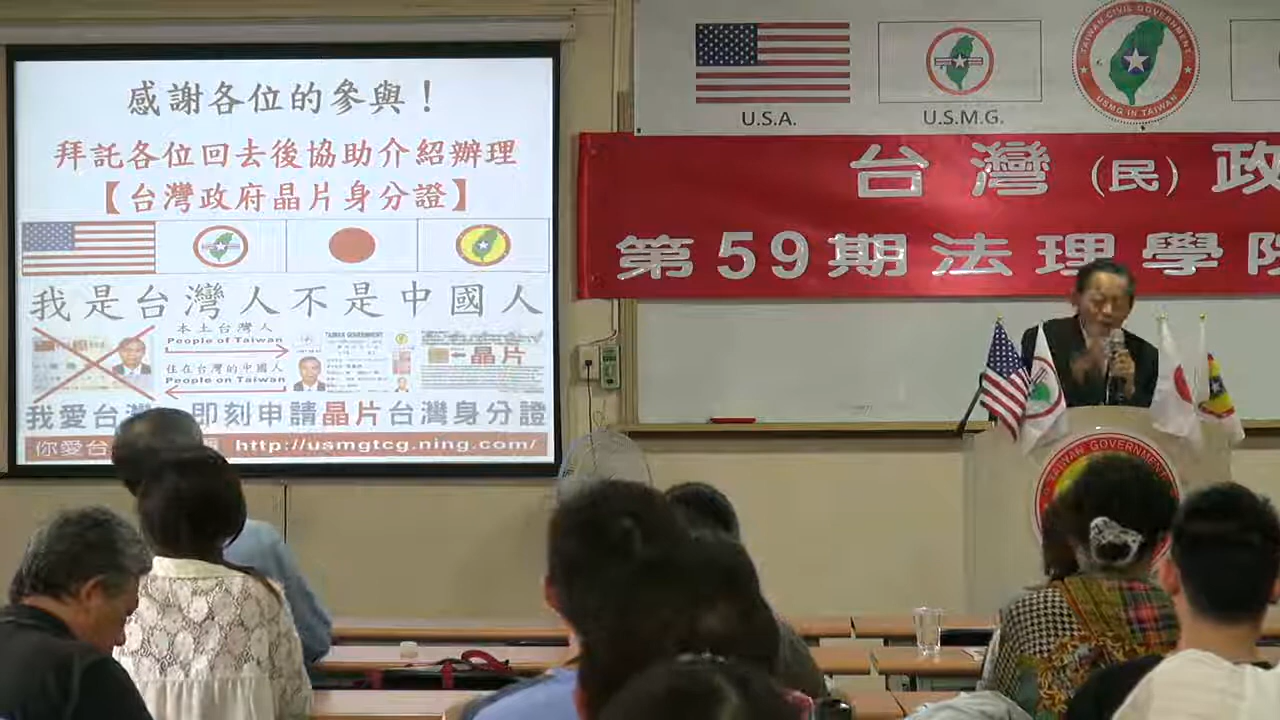 感謝各位的參與！
拜託各位回去後協助介紹辦理
【台灣政府晶片身分證】
我是台灣人不是中國人
本土台灣人
People of Taiwan
住在台灣的中國人
People on Taiwan
TAIWAN GOVERNMENT
晶片
我愛台
即刻申請晶片台灣身分證
你愛台
http://usmgtcg.ning.com/
U.S.A.
U.S.M.G.
TAIWAN CIVIL GOVERNMENT
USMG IN TAIWAN
台灣(民)政
第59期法理學院
TAIWAN GOVERNMENT